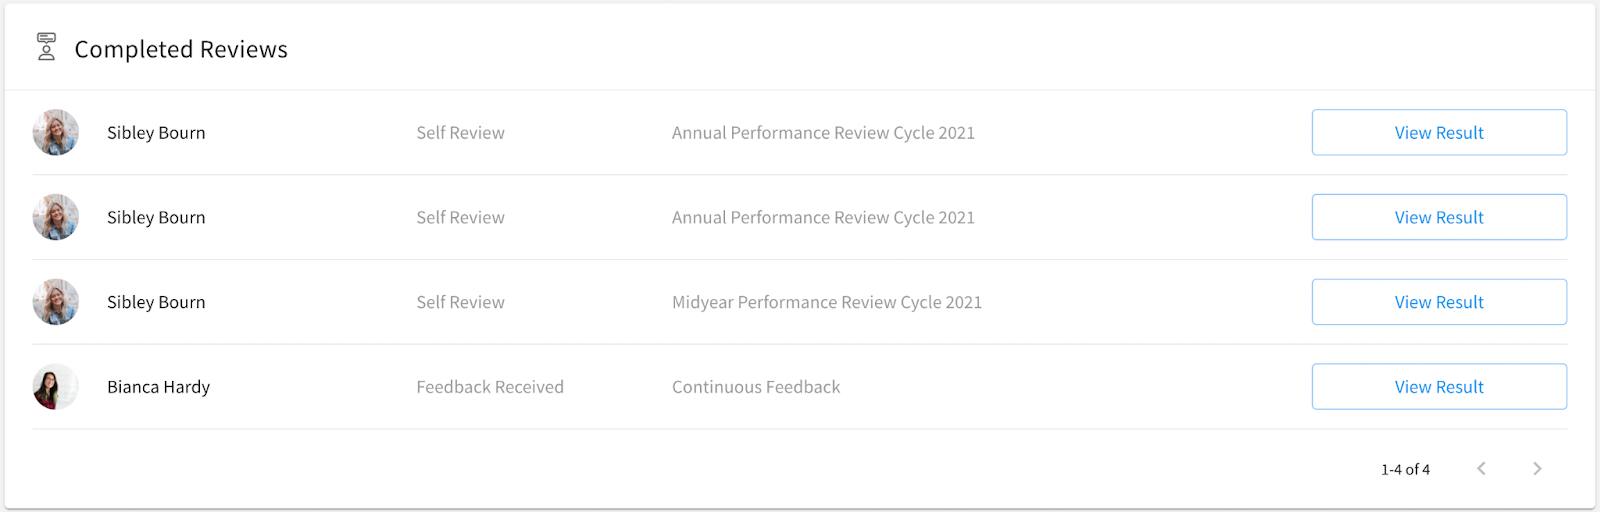 Completed Reviews
Sibley Bourn Self Review Annual Performance Review Cycle 2021 View Result
Sibley Bourn Self Review Annual Performance Review Cycle 2021 View Result
Sibley Bourn Self Review Midyear Performance Review Cycle 2021 View Result
Bianca Hardy Feedback Received Continuous Feedback View Result
1-4 of 4